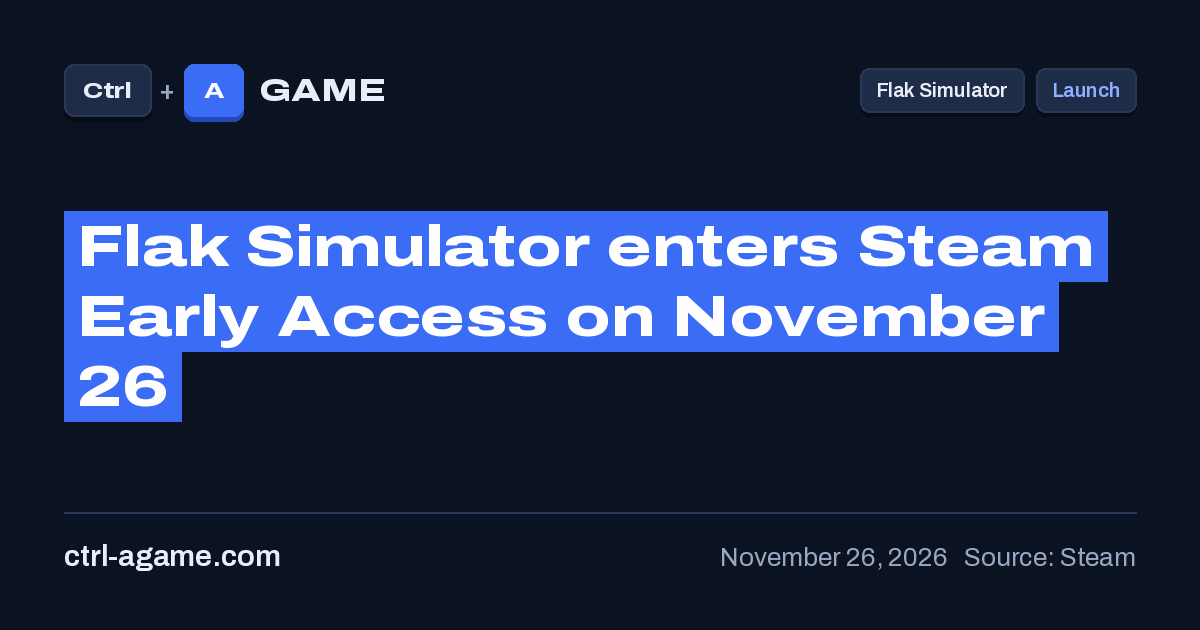 Ctrl + A GAME
Flak Simulator
Launch
Flak Simulator enters Steam
Early Access on November
26
ctrl-agame.com
November 26, 2026 Source: Steam